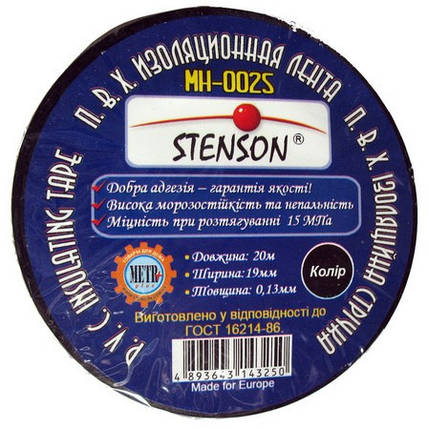 П. В. Х. ИЗОЛЯЦИОННАЯ ЛЕНТА
P. V. C. INSULATING TAPE
П. В. Х. ІЗОЛЯЦІЙНА СТРІЧКА
MH-0025
STENSON®
Добра адгезія – гарантія якості!
Висока морозостійкість та непальність
Міцність при розтягуванні 15 МПа
METR+
plus
Довжина: 20м
Ширина: 19мм
Товщина: 0,13мм
Колір
Виготовлено у відповідності до
ГОСТ 16214-86.
4 893643 143250
Made for Europe